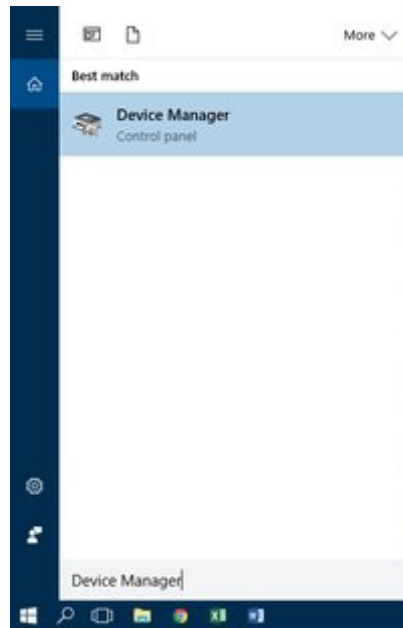 More
Best match
Device Manager
Control panel
Device Manager